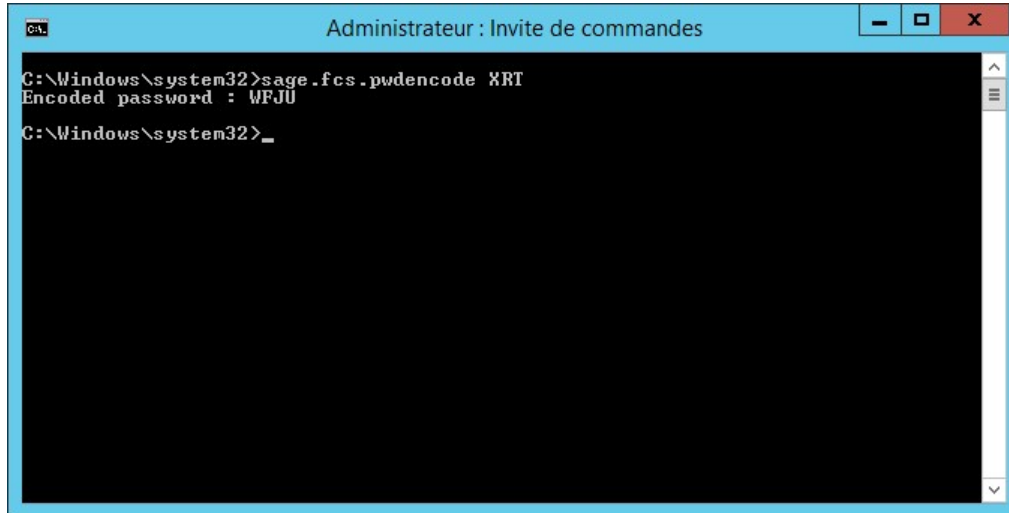 Administrateur : Invite de commandes
C:\Windows\system32>sage.fcs.pwdencode XRT
Encoded password : WFJU
C:\Windows\system32>_